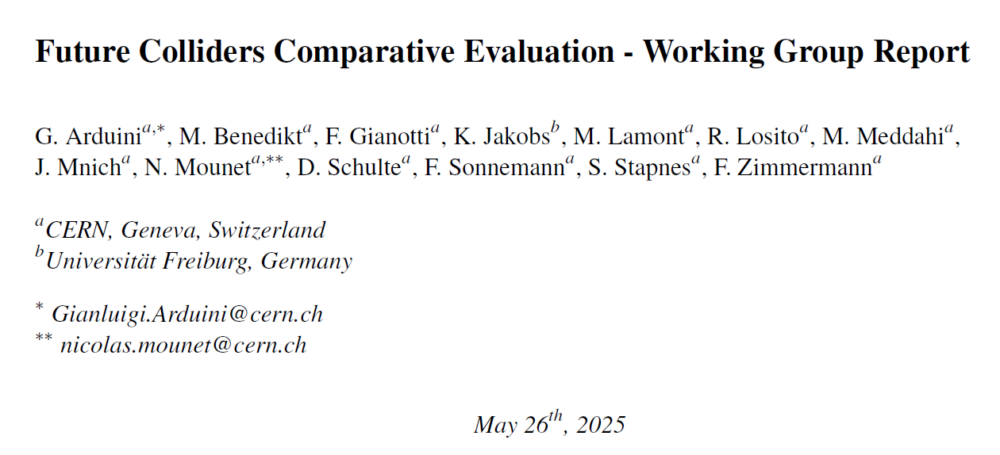 Future Colliders Comparative Evaluation - Working Group Report
G. Arduini^a,*, M. Benedikt^a, F. Gianotti^a, K. Jakobs^b, M. Lamont^a, R. Losito^a, M. Meddahi^a,
J. Mnich^a, N. Mounet^a,**, D. Schulte^a, F. Sonnemann^a, S. Stapnes^a, F. Zimmermann^a
^a CERN, Geneva, Switzerland
^b Universität Freiburg, Germany
* Gianluigi.Arduini@cern.ch
** nicolas.mounet@cern.ch
May 26^th, 2025